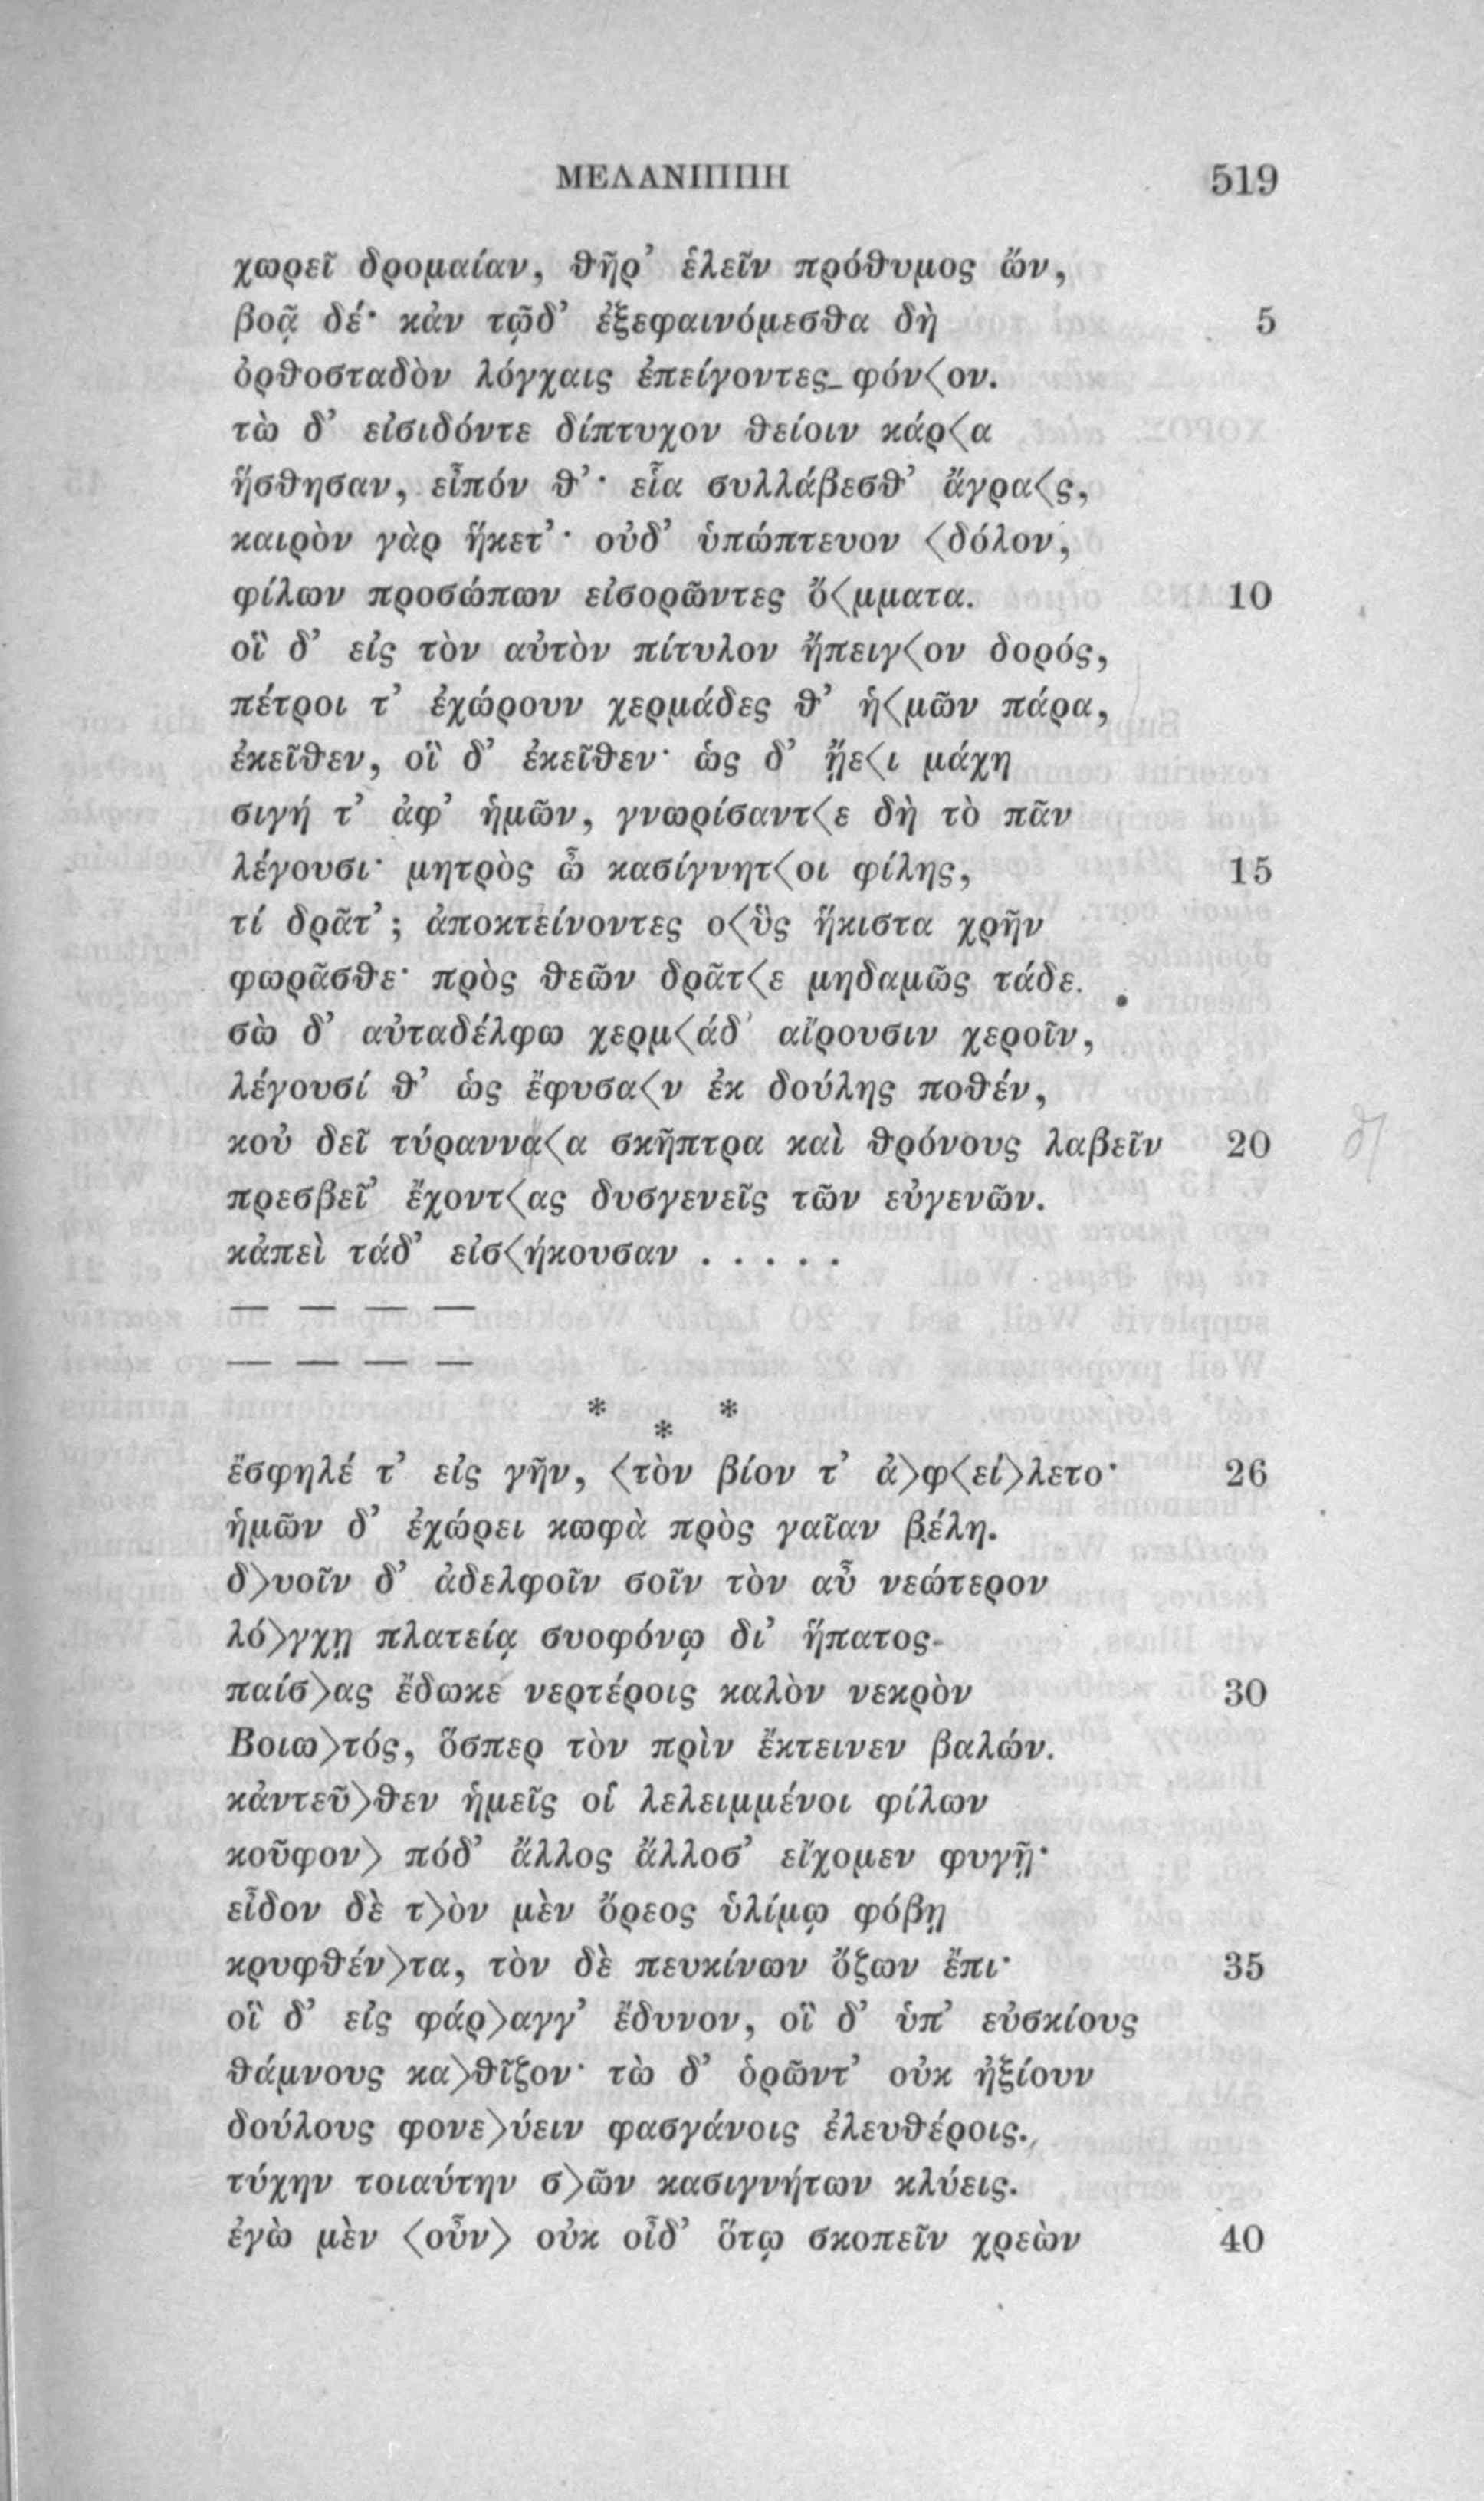 ΜΕΛΑΝΙΠΠΗ 519
χωρεῖ δρομαίαν, θῆρ’ ἑλεῖν πρόθυμος ὤν,
βοᾷ δέ· κἀν τῷδ’ ἐξεφαινόμεσθα δὴ 5
ὀρθοσταδὸν λόγχαις ἐπείγοντες φόν<ον.
τὼ δ’ εἰσιδόντε δίπτυχον θείοιν κάρ<α
ἥσθησαν, εἶπόν θ’· εἶα συλλάβεσθ’ ἄγρα<ς,
καιρὸν γὰρ ἥκετ’· οὐδ’ ὑπώπτευον <δόλον,
φίλων προσώπων εἰσορῶντες ὄ<μματα. 10
οἳ δ’ εἰς τὸν αὐτὸν πίτυλον ἤπειγ<ον δορός,
πέτροι τ’ ἐχώρουν χερμάδες θ’ ἡ<μῶν πάρα,
ἐκεῖθεν, οἳ δ’ ἐκεῖθεν· ὡς δ’ ᾔε<ι μάχη
σιγή τ’ ἀφ’ ἡμῶν, γνωρίσαντ<ε δὴ τὸ πᾶν
λέγουσι· μητρὸς ὦ κασίγνητ<οι φίλης, 15
τί δρᾶτ’; ἀποκτείνοντες ο<ὓς ἥκιστα χρῆν
φωρᾶσθε· πρὸς θεῶν δρᾶτ<ε μηδαμῶς τάδε.
σὼ δ’ αὐταδέλφω χερμ<άδ’ αἴρουσιν χεροῖν,
λέγουσί θ’ ὡς ἔφυσα<ν ἐκ δούλης ποθέν,
κοὐ δεῖ τύραννα<α σκῆπτρα καὶ θρόνους λαβεῖν 20
πρεσβεῖ’ ἔχοντ<ας δυσγενεῖς τῶν εὐγενῶν.
κἀπεὶ τάδ’ εἰσ<ήκουσαν . . . . .
— — — —
— — — —
* * *
ἔσφηλέ τ’ εἰς γῆν, <τὸν βίον τ’ ἀ>φ<εί>λετο· 26
ἡμῶν δ’ ἐχώρει κωφὰ πρὸς γαῖαν βέλη.
δ>υοῖν δ’ ἀδελφοῖν σοῖν τὸν αὖ νεώτερον
λό>γχῃ πλατείᾳ συοφόνῳ δι’ ἥπατος
παίσ>ας ἔδωκε νερτέροις καλὸν νεκρὸν 30
Βοιω>τός, ὅσπερ τὸν πρὶν ἔκτεινεν βαλών.
κἀντεῦ>θεν ἡμεῖς οἱ λελειμμένοι φίλων
κοῦφον> πόδ’ ἄλλος ἄλλοσ’ εἴχομεν φυγῇ·
εἶδον δὲ τ>ὸν μὲν ὄρεος ὑλίμῳ φόβῃ
κρυφθέν>τα, τὸν δὲ πευκίνων ὄζων ἔπι· 35
οἳ δ’ εἰς φάρ>αγγ’ ἔδυνον, οἳ δ’ ὑπ’ εὐσκίους
θάμνους κα>θῖζον· τὼ δ’ ὁρῶντ’ οὐκ ἠξίουν
δούλους φονε>ύειν φασγάνοις ἐλευθέροις.
τύχην τοιαύτην σ>ῶν κασιγνήτων κλύεις.
ἐγὼ μὲν <οὖν> οὐκ οἶδ’ ὅτῳ σκοπεῖν χρεὼν 40